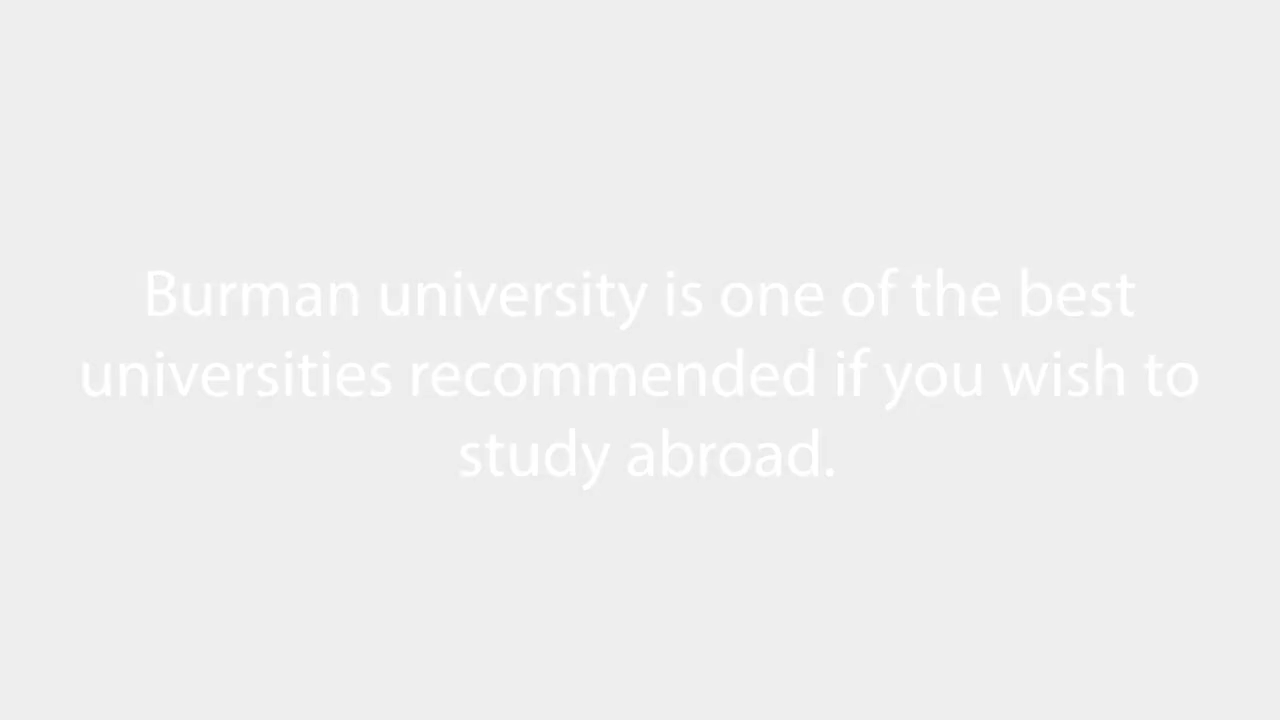 Burman university is one of the best
universities recommended if you wish to
study abroad.